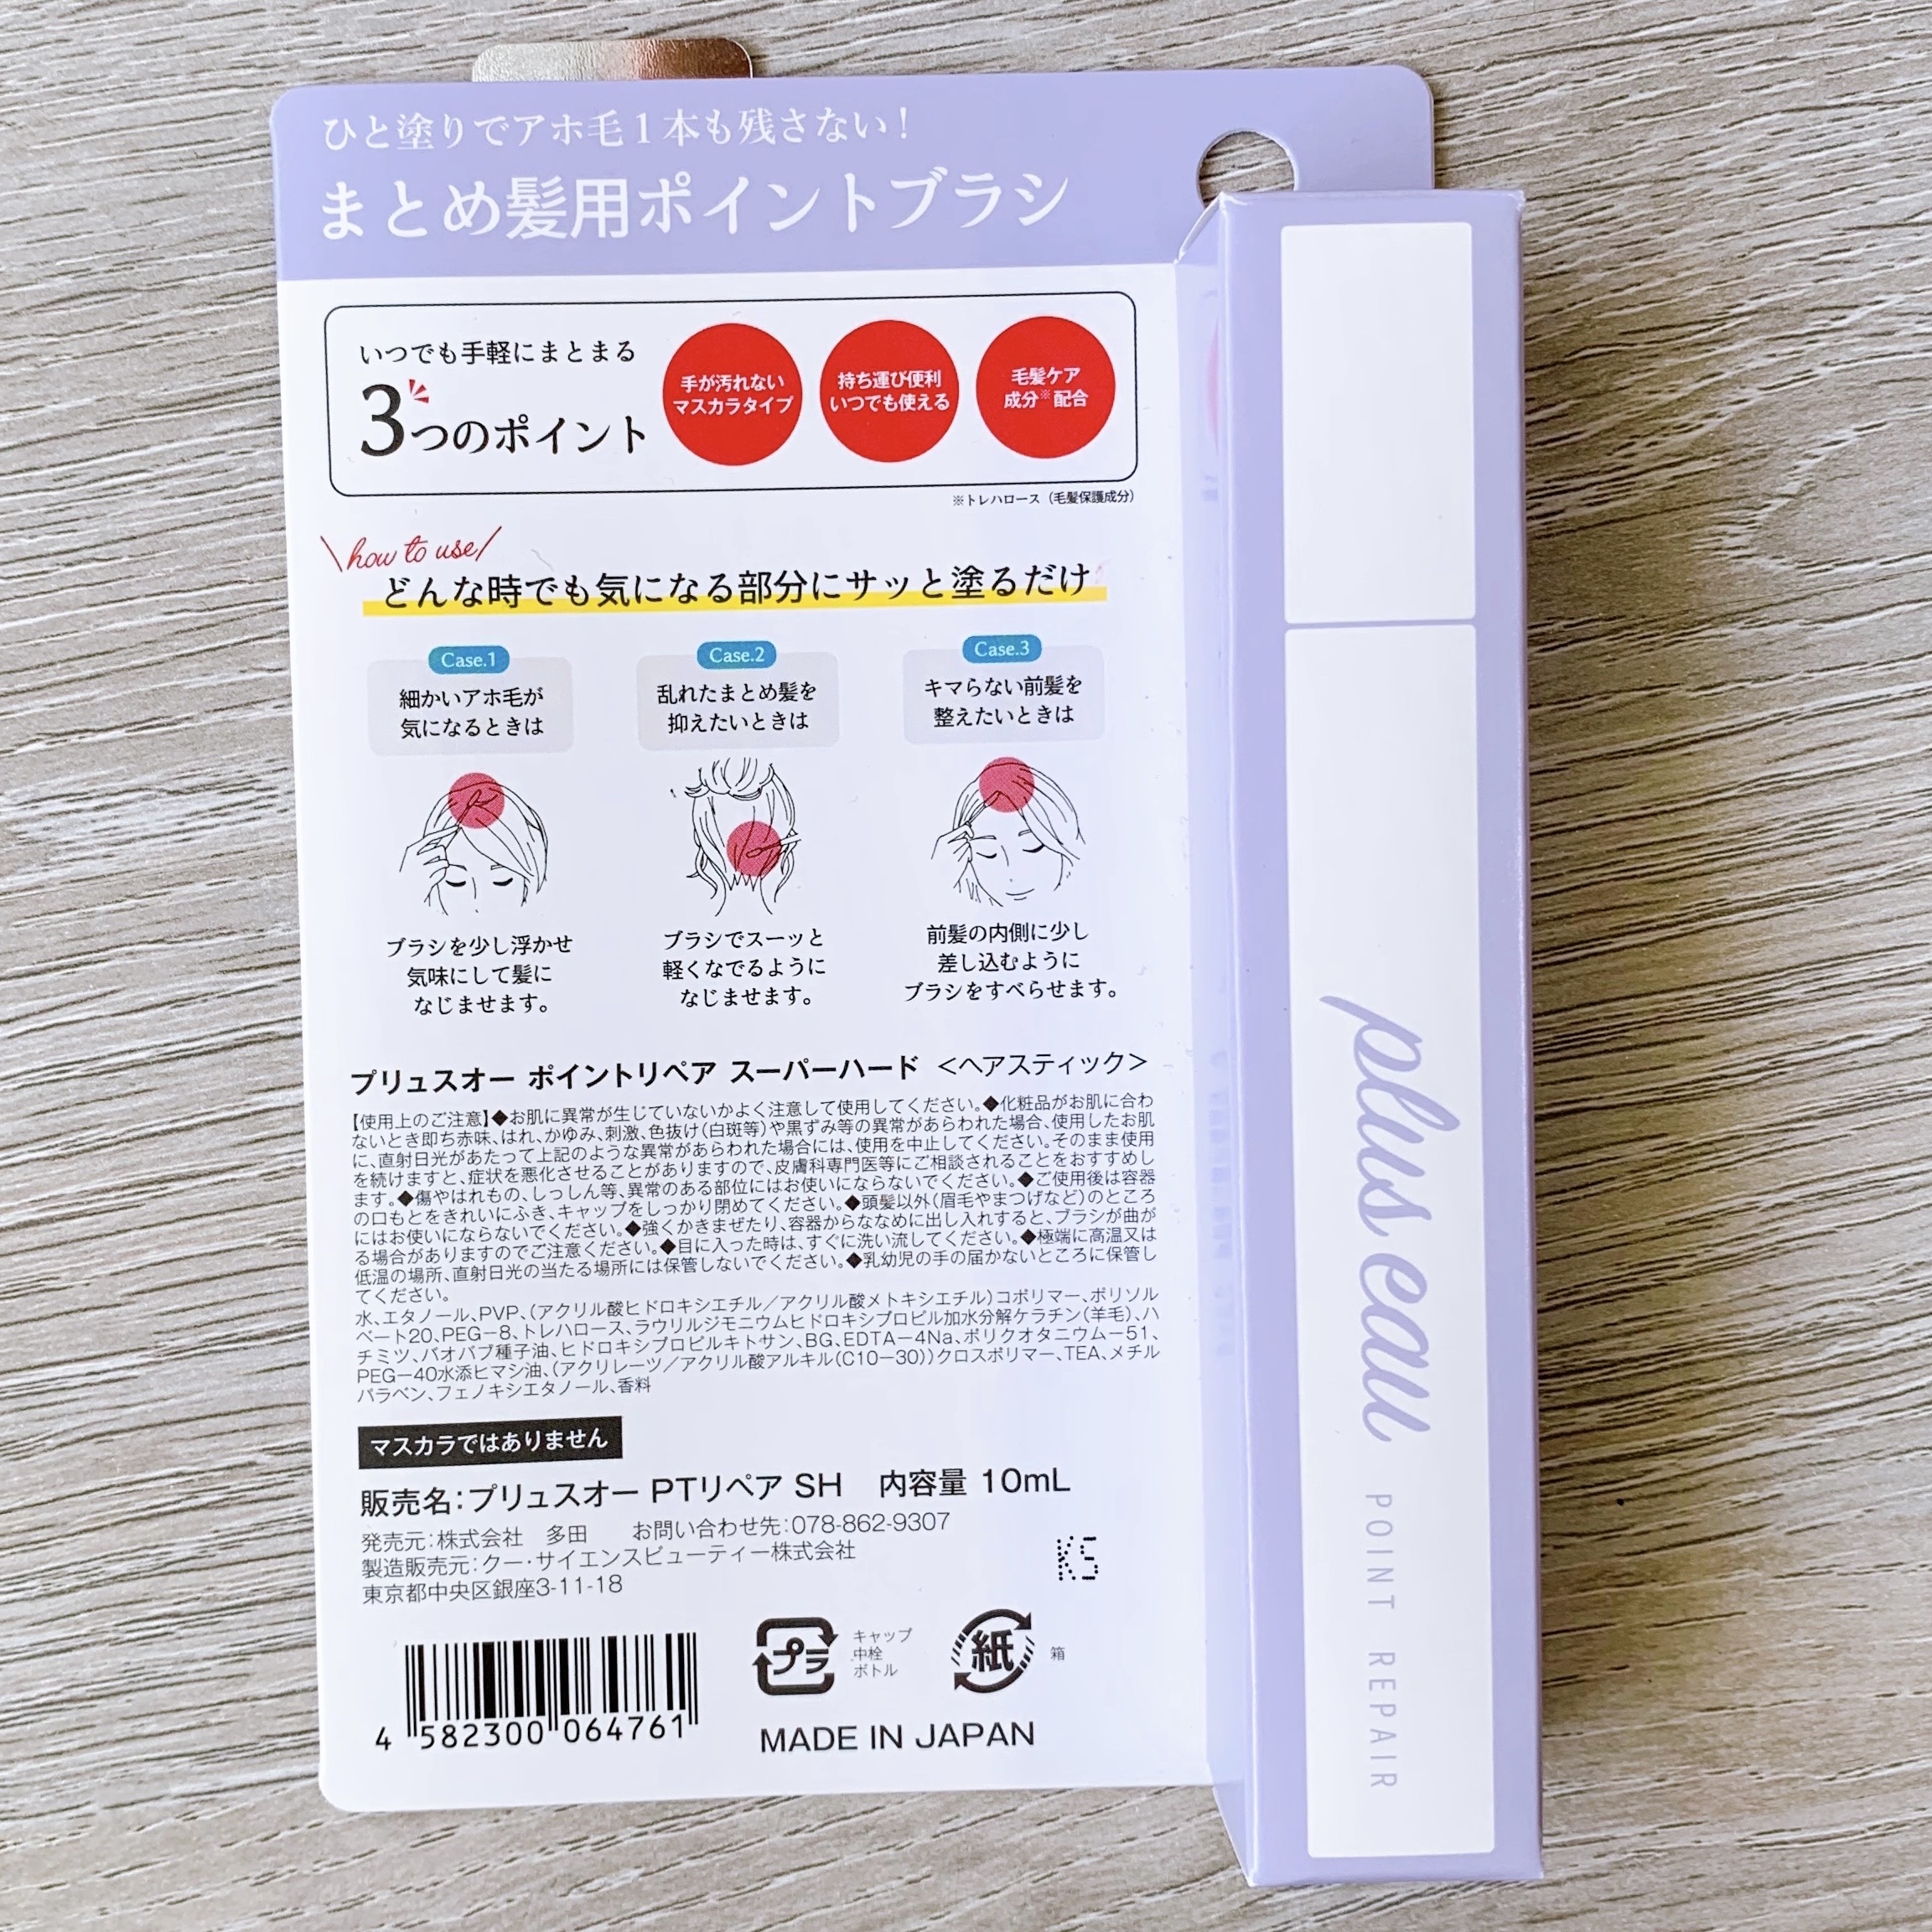 ひと塗りでアホ毛1本も残さない!
まとめ髪用ポイントブラシ
いつでも手軽にまとまる
3つのポイント
手が汚れない
マスカラタイプ
持ち運び便利
いつでも使える
毛髪ケア
成分※配合
※トレハロース(毛髪保護成分)
how to use
どんな時でも気になる部分にサッと塗るだけ
Case.1
細かいアホ毛が
気になるときは
ブラシを少し浮かせ
気味にして髪に
なじませます。
Case.2
乱れたまとめ髪を
抑えたいときは
ブラシでスーッと
軽くなでるように
なじませます。
Case.3
キマらない前髪を
整えたいときは
前髪の内側に少し
差し込むように
ブラシをすべらせます。
プリュスオー ポイントリペア スーパーハード <ヘアスティック>
【使用上のご注意】◆お肌に異常が生じていないかよく注意して使用してください。◆化粧品がお肌に合わ
ないとき即ち赤味、はれ、かゆみ、刺激、色抜け(白斑等)や黒ずみ等の異常があらわれた場合、使用したお肌
に、直射日光があたって上記のような異常があらわれた場合には、使用を中止してください。そのまま使用
を続けますと、症状を悪化させることがありますので、皮膚科専門医等にご相談されることをおすすめし
ます。◆傷やはれもの、しっしん等、異常のある部位にはお使いにならないでください。◆ご使用後は容器
の口もとをきれいにふき、キャップをしっかり閉めてください。◆頭髪以外(眉毛やまつげなど)のところ
にはお使いにならないでください。◆強くかきまぜたり、容器からななめに出し入れすると、ブラシが曲が
る場合がありますのでご注意ください。◆目に入った時は、すぐに洗い流してください。◆極端に高温又は
低温の場所、直射日光の当たる場所には保管しないでください。◆乳幼児の手の届かないところに保管し
てください。
水、エタノール、PVP、(アクリル酸ヒドロキシエチル/アクリル酸メトキシエチル)コポリマー、ポリソル
ベート20、PEG-8、トレハロース、ラウリルジモニウムヒドロキシプロピル加水分解ケラチン(羊毛)、ハ
チミツ、バオバブ種子油、ヒドロキシプロピルキトサン、BG、EDTA-4Na、ポリクオタニウム-51、
PEG-40水添ヒマシ油、(アクリレーツ/アクリル酸アルキル(C10-30))クロスポリマー、TEA、メチル
パラベン、フェノキシエタノール、香料
マスカラではありません
販売名:プリュスオー PTリペア SH 内容量 10mL
発売元:株式会社 多田 お問い合わせ先:078-862-9307
製造販売元:クー・サイエンスビューティー株式会社
東京都中央区銀座3-11-18
K5
4 582300 064761
プラ
キャップ
中栓
ボトル
紙
箱
MADE IN JAPAN
plus eau
POINT REPAIR